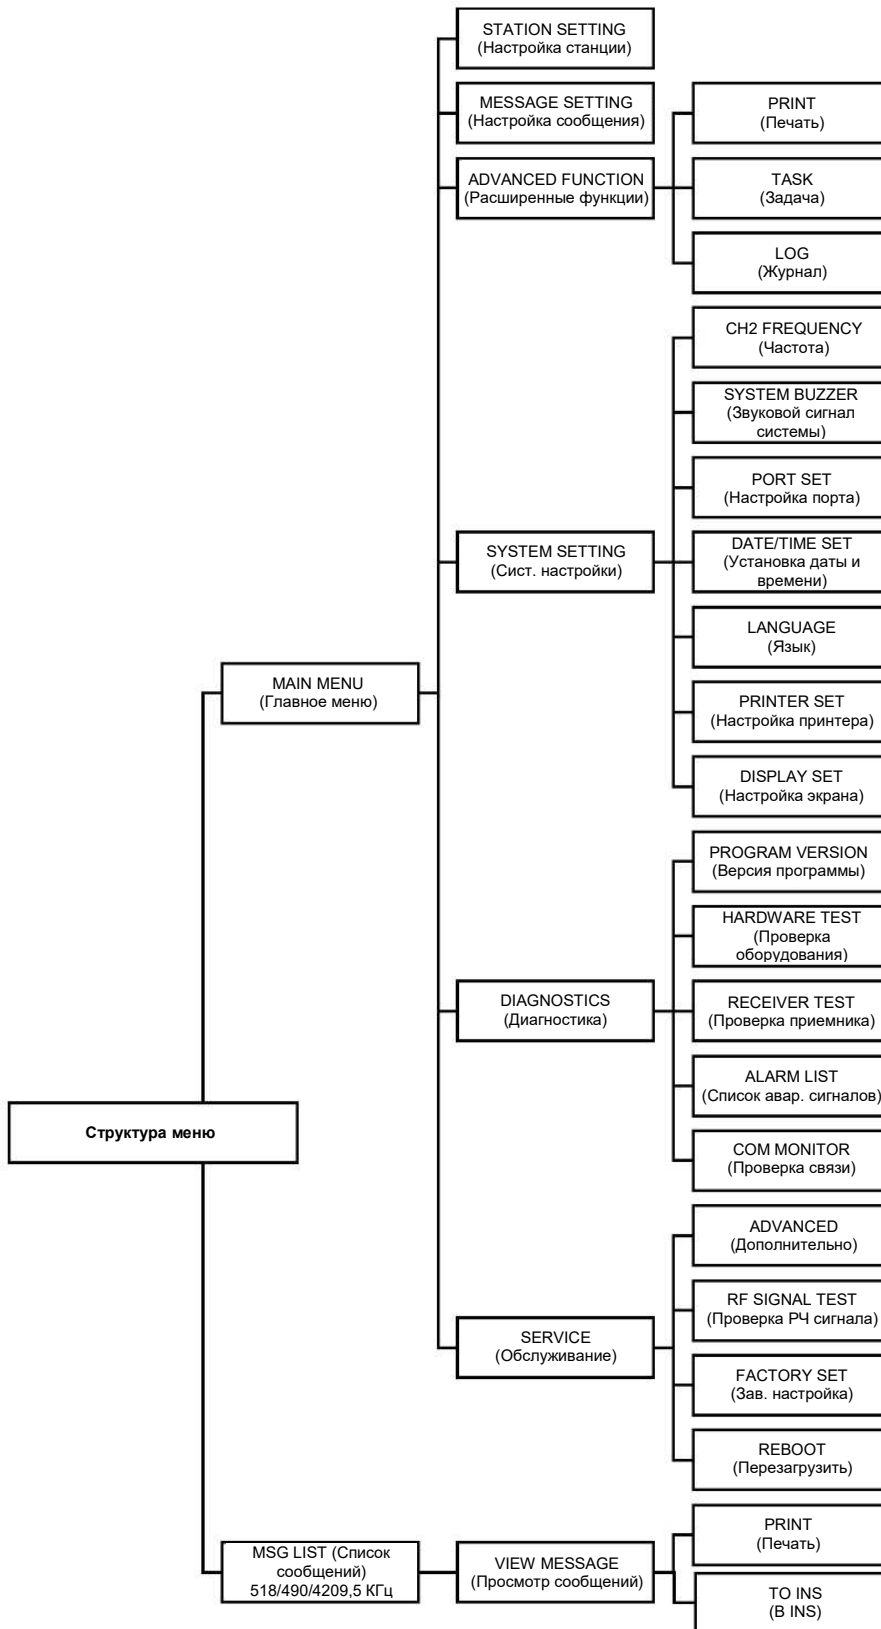 STATION SETTING
(Настройка станции)
MESSAGE SETTING
(Настройка сообщения)
ADVANCED FUNCTION
(Расширенные функции)
PRINT
(Печать)
TASK
(Задача)
LOG
(Журнал)
CH2 FREQUENCY
(Частота)
SYSTEM BUZZER
(Звуковой сигнал
системы)
PORT SET
(Настройка порта)
SYSTEM SETTING
(Сист. настройки)
DATE/TIME SET
(Установка даты и
времени)
LANGUAGE
(Язык)
MAIN MENU
(Главное меню)
PRINTER SET
(Настройка принтера)
DISPLAY SET
(Настройка экрана)
PROGRAM VERSION
(Версия программы)
HARDWARE TEST
(Проверка
оборудования)
DIAGNOSTICS
(Диагностика)
RECEIVER TEST
(Проверка приемника)
ALARM LIST
(Список авар. сигналов)
Структура меню
COM MONITOR
(Проверка связи)
ADVANCED
(Дополнительно)
RF SIGNAL TEST
(Проверка РЧ сигнала)
SERVICE
(Обслуживание)
FACTORY SET
(Зав. настройка)
REBOOT
(Перезагрузить)
MSG LIST (Список
сообщений)
518/490/4209,5 КГц
VIEW MESSAGE
(Просмотр сообщений)
PRINT
(Печать)
TO INS
(В INS)